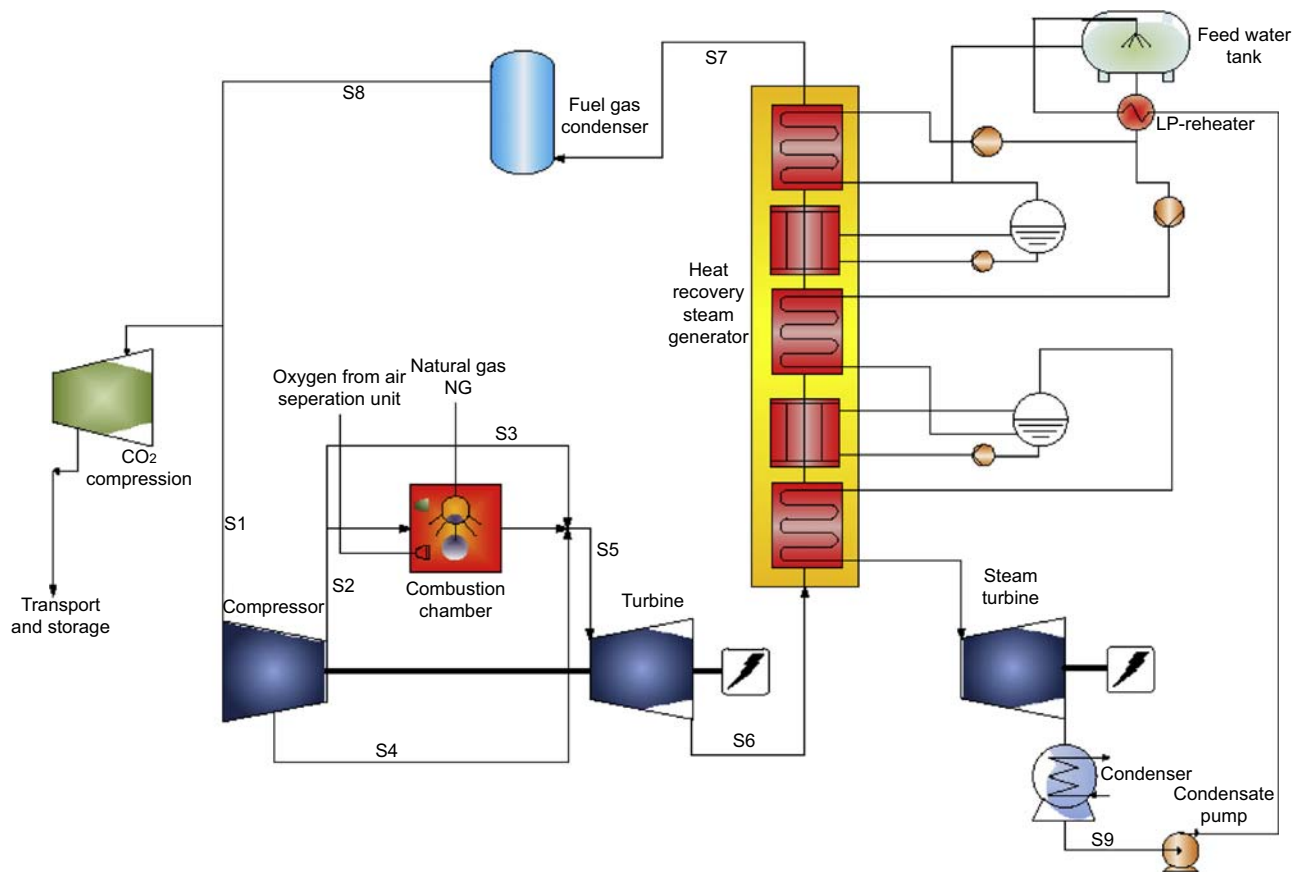 Feed water
tank
S7
S8
Fuel gas
condenser
LP-reheater
Heat
recovery
steam
generator
Natural gas
NG
Oxygen from air
seperation unit
S3
CO2
compression
S1
S5
S2
Combustion
chamber
Steam
turbine
Transport
and storage
Compressor
Turbine
S4
S6
Condenser
Condensate
pump
S9